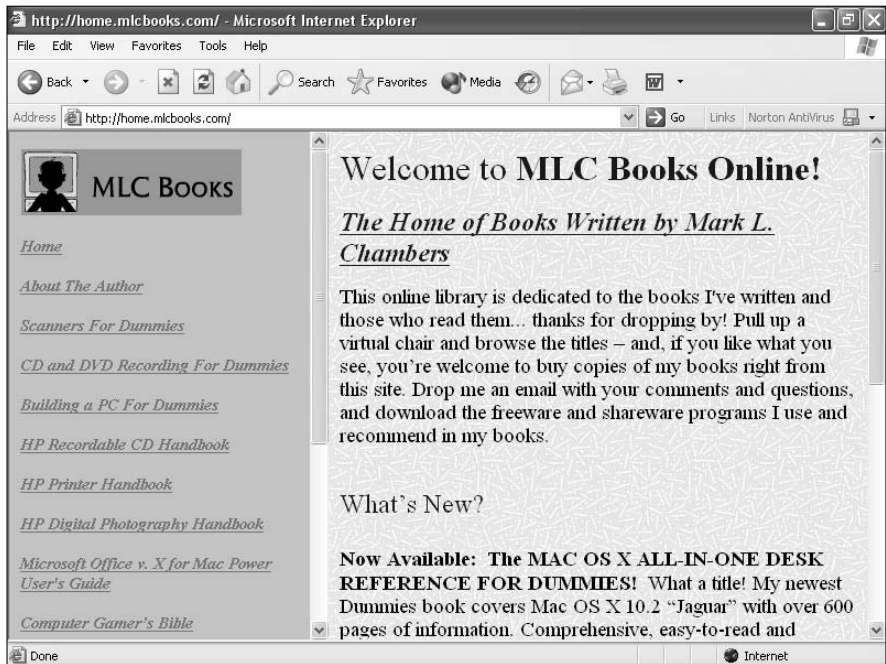 http://home.mlcbooks.com/ - Microsoft Internet Explorer
File Edit View Favorites Tools Help
Back Search Favorites Media
Address http://home.mlcbooks.com/ Go Links Norton AntiVirus
MLC BOOKS
Home
About The Author
Scanners For Dummies
CD and DVD Recording For Dummies
Building a PC For Dummies
HP Recordable CD Handbook
HP Printer Handbook
HP Digital Photography Handbook
Microsoft Office v. X for Mac Power
User's Guide
Computer Gamer's Bible
Welcome to MLC Books Online!
The Home of Books Written by Mark L.
Chambers
This online library is dedicated to the books I've written and
those who read them... thanks for dropping by! Pull up a
virtual chair and browse the titles – and, if you like what you
see, you're welcome to buy copies of my books right from
this site. Drop me an email with your comments and questions,
and download the freeware and shareware programs I use and
recommend in my books.
What's New?
Now Available: The MAC OS X ALL-IN-ONE DESK
REFERENCE FOR DUMMIES! What a title! My newest
Dummies book covers Mac OS X 10.2 “Jaguar” with over 600
pages of information. Comprehensive, easy-to-read and
Done Internet